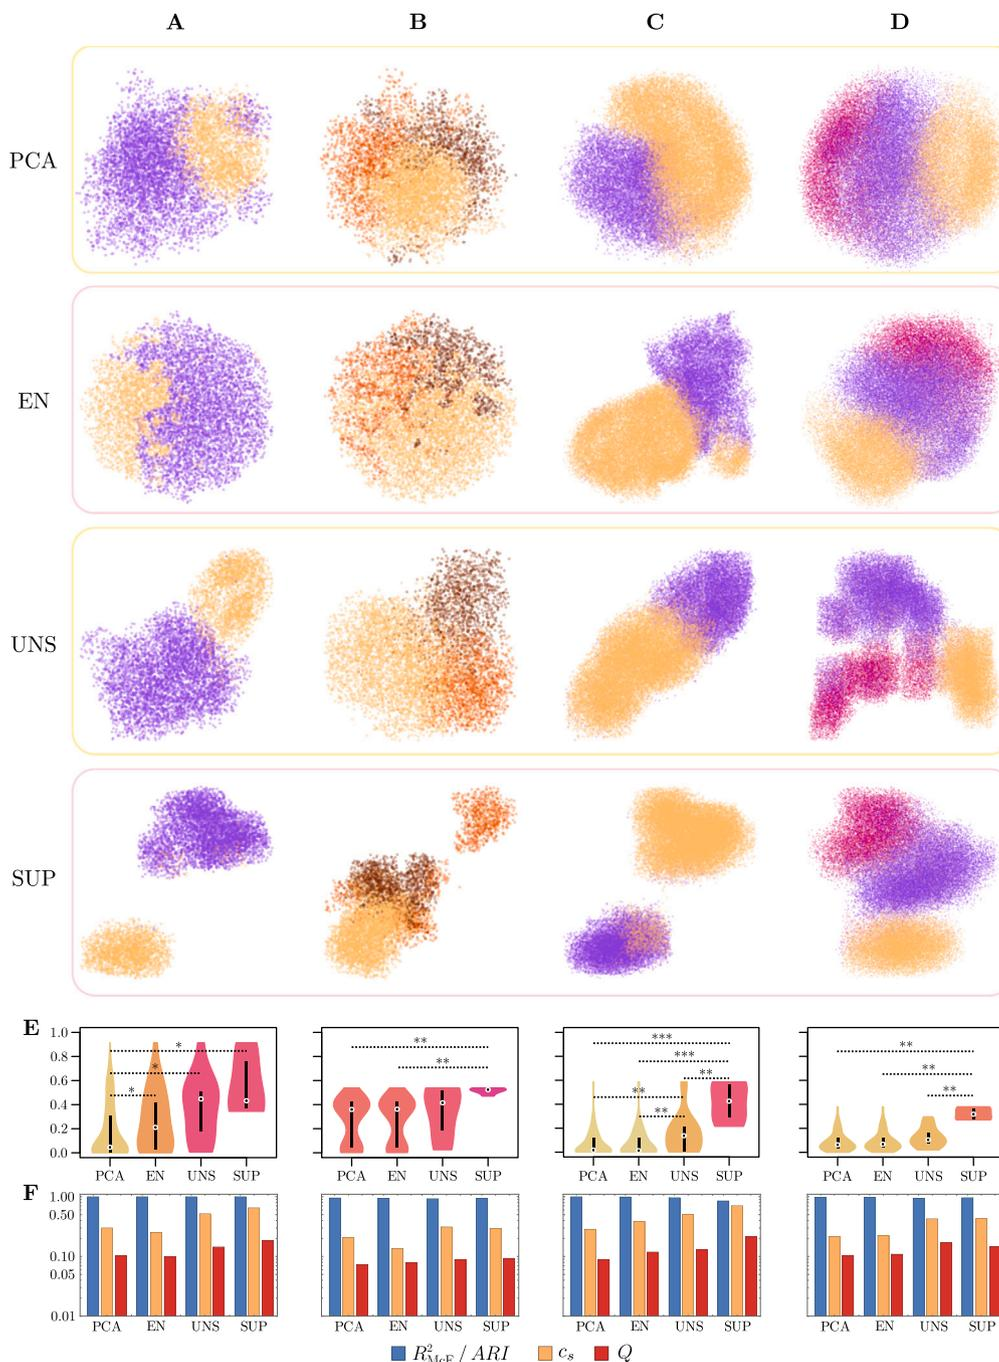 A B C D
PCA
EN
UNS
SUP
E
1.0
0.8
0.6
0.4
0.2
0.0
* * *
** **
*** *** ** ** **
** ** **
PCA EN UNS SUP
PCA EN UNS SUP
PCA EN UNS SUP
PCA EN UNS SUP
F
1.00
0.50
0.10
0.05
0.01
PCA EN UNS SUP
PCA EN UNS SUP
PCA EN UNS SUP
PCA EN UNS SUP
R²McF / ARI cs Q